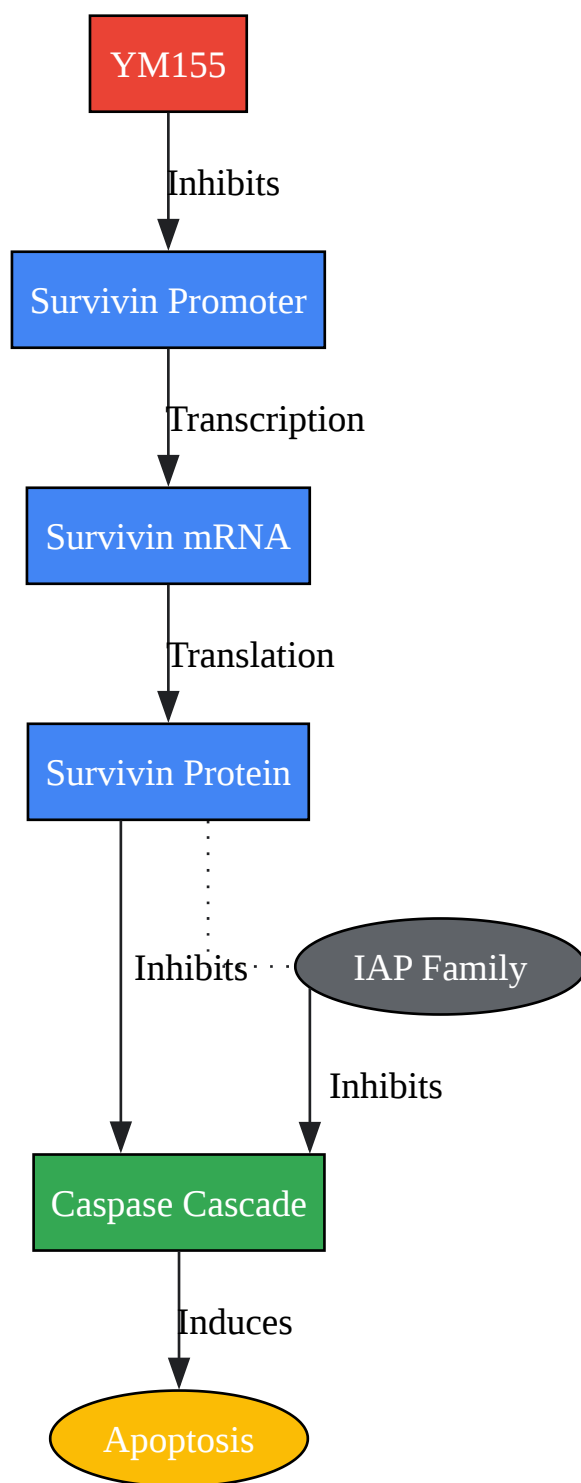 YM155
Inhibits
Survivin Promoter
Transcription
Survivin mRNA
Translation
Survivin Protein
Inhibits
IAP Family
Inhibits
Caspase Cascade
Induces
Apoptosis